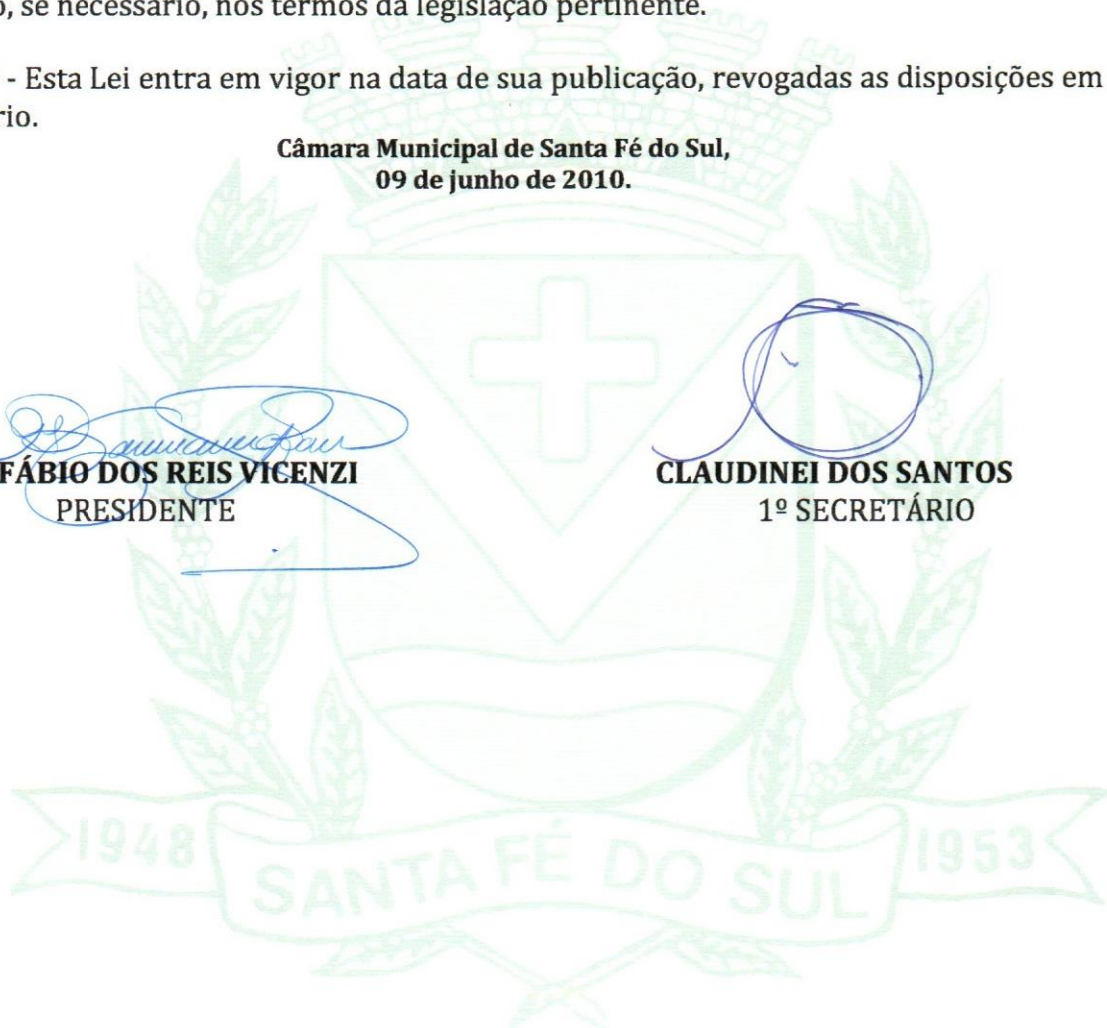 o, se necessário, nos termos da legislação pertinente.
- Esta Lei entra em vigor na data de sua publicação, revogadas as disposições em
rio.
Câmara Municipal de Santa Fé do Sul,
09 de junho de 2010.
FÁBIO DOS REIS VICENZI
PRESIDENTE
CLAUDINEI DOS SANTOS
1º SECRETÁRIO
1948
SANTA FÉ DO SUL
1953